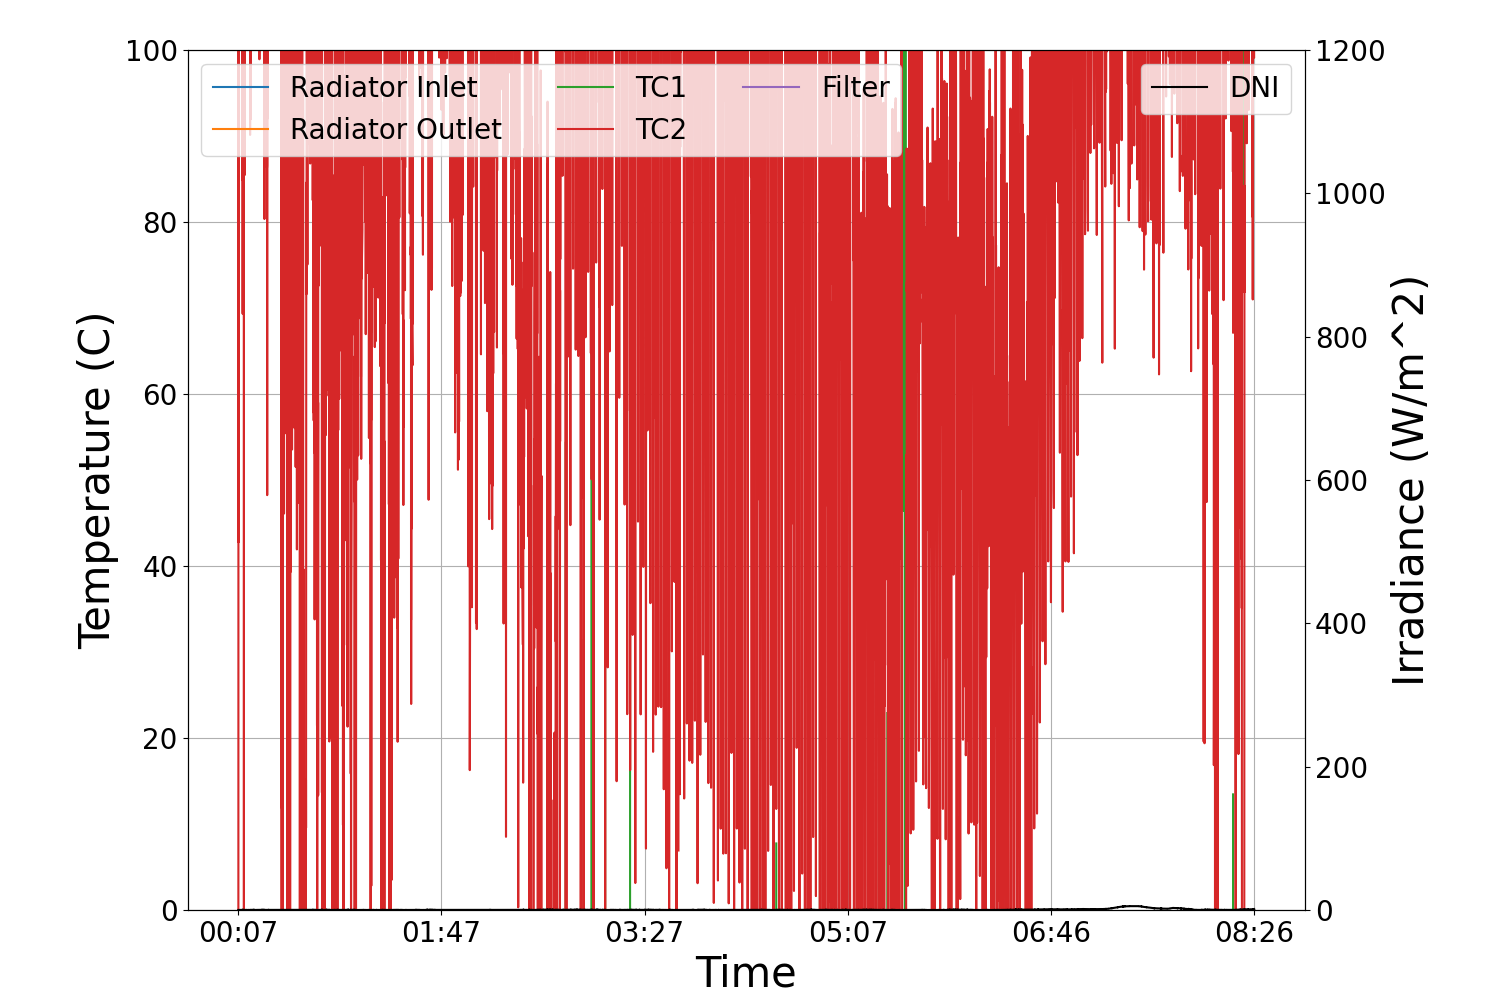 100
80
60
40
20
0
Temperature (C)
Radiator Inlet
Radiator Outlet
TC1
TC2
Filter
DNI
1200
1000
800
600
400
200
0
Irradiance (W/m^2)
00:07
01:47
03:27
05:07
06:46
08:26
Time